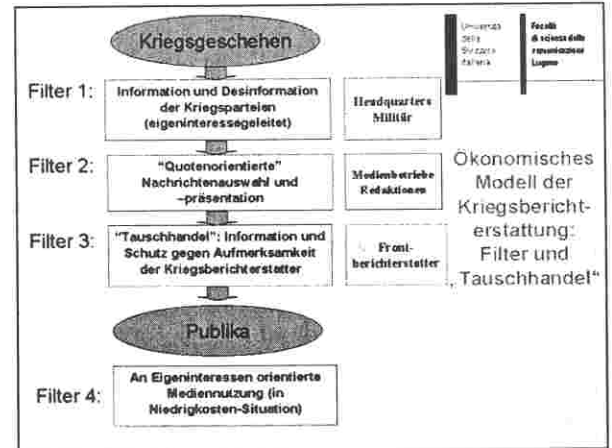 Kriegsgeschehen
Università
della
Svizzera
italiana
Facoltà
di scienze della
comunicazione
Lugano
Filter 1:
Information und Desinformation
der Kriegsparteien
(eigeninteressegeleitet)
Headquarters
Militär
Filter 2:
"Quotenorientierte"
Nachrichtenauswahl und
–präsentation
Medienbetriebe
Redaktionen
Filter 3:
"Tauschhandel": Information und
Schutz gegen Aufmerksamkeit
der Kriegsberichterstatter
Front-
berichterstatter
Ökonomisches
Modell der
Kriegsbericht-
erstattung:
Filter und
„Tauschhandel“
Publika
Filter 4:
An Eigeninteressen orientierte
Mediennutzung (in
Niedrigkosten-Situation)